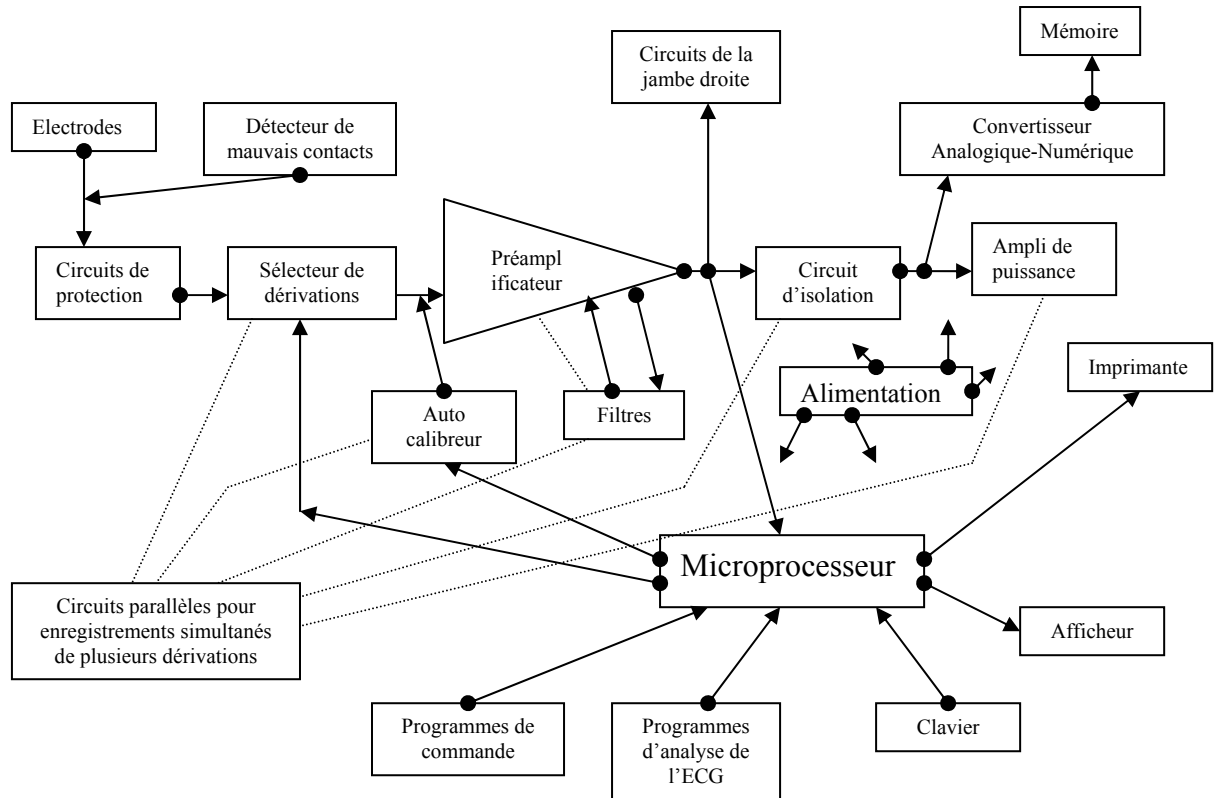 Mémoire
Circuits de la
jambe droite
Electrodes
Détecteur de
mauvais contacts
Convertisseur
Analogique-Numérique
Circuits de
protection
Sélecteur de
dérivations
Préampl
ificateur
Circuit
d’isolation
Ampli de
puissance
Imprimante
Alimentation
Auto
calibreur
Filtres
Microprocesseur
Circuits parallèles pour
enregistrements simultanés
de plusieurs dérivations
Afficheur
Programmes de
commande
Programmes
d’analyse de
l’ECG
Clavier